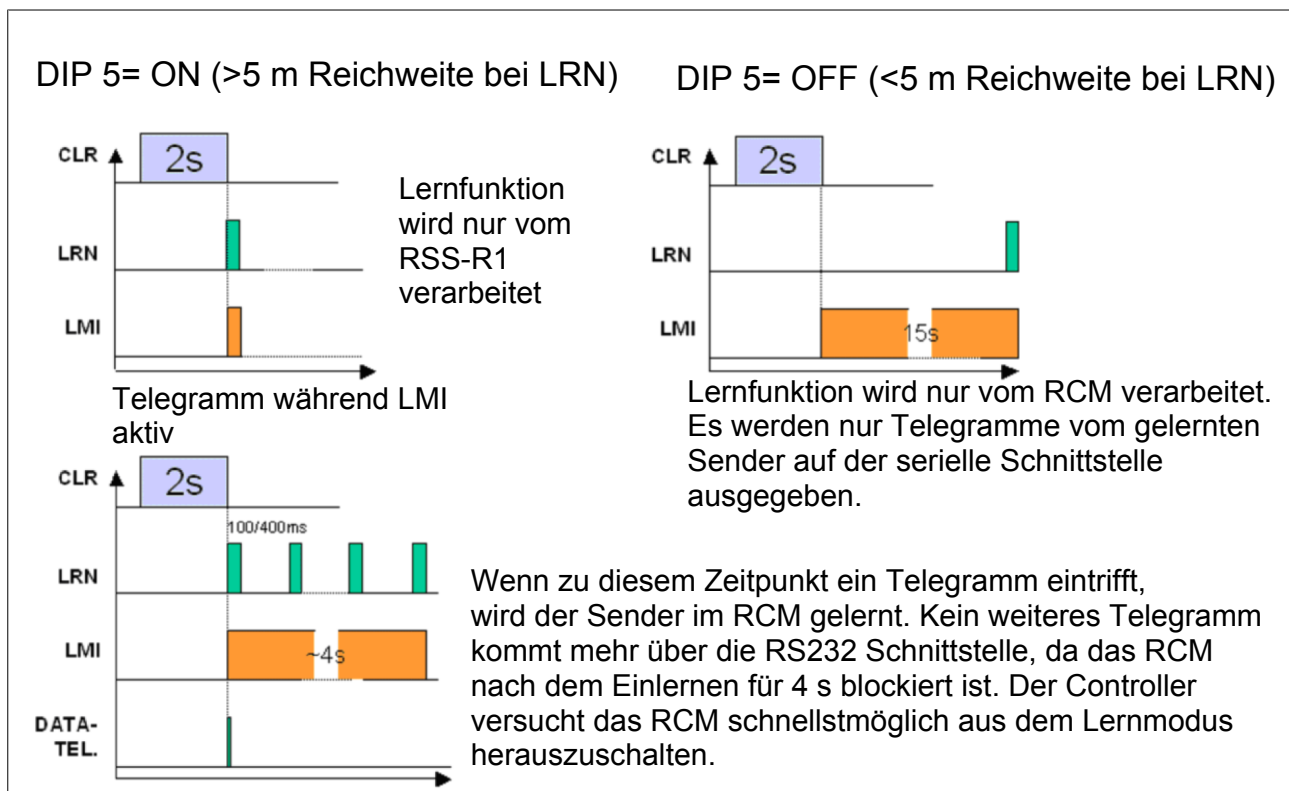 DIP 5= ON (>5 m Reichweite bei LRN)
CLR
2s
LRN
LMI
Lernfunktion
wird nur vom
RSS-R1
verarbeitet
Telegramm während LMI
aktiv
CLR
2s
100/400ms
LRN
LMI
~4s
DATA-
TEL.
DIP 5= OFF (<5 m Reichweite bei LRN)
CLR
2s
LRN
LMI
15s
Lernfunktion wird nur vom RCM verarbeitet.
Es werden nur Telegramme vom gelernten
Sender auf der serielle Schnittstelle
ausgegeben.
Wenn zu diesem Zeitpunkt ein Telegramm eintrifft,
wird der Sender im RCM gelernt. Kein weiteres Telegramm
kommt mehr über die RS232 Schnittstelle, da das RCM
nach dem Einlernen für 4 s blockiert ist. Der Controller
versucht das RCM schnellstmöglich aus dem Lernmodus
herauszuschalten.